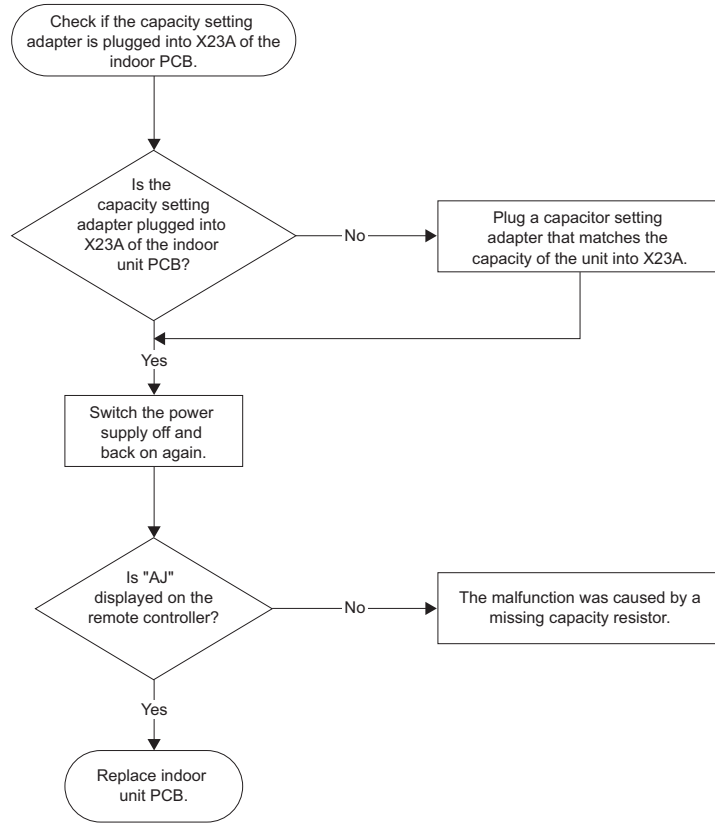 Check if the capacity setting
adapter is plugged into X23A of the
indoor PCB.
Is the
capacity setting
adapter plugged into
X23A of the indoor
unit PCB?
No
Plug a capacitor setting
adapter that matches the
capacity of the unit into X23A.
Yes
Switch the power
supply off and
back on again.
Is "AJ"
displayed on the
remote controller?
No
The malfunction was caused by a
missing capacity resistor.
Yes
Replace indoor
unit PCB.